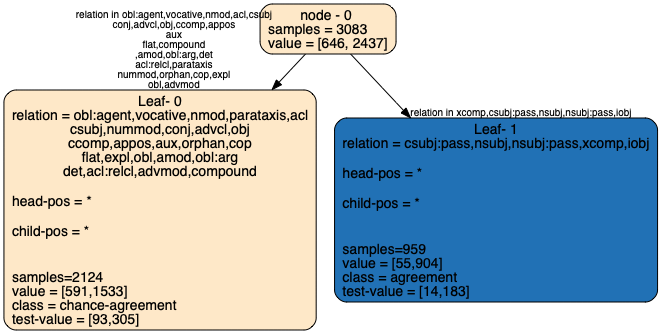 relation in obl:agent,vocative,nmod,acl,csubj
conj,advcl,obj,ccomp,appos
aux
flat,compound
,amod,obl:arg,det
acl:relcl,parataxis
nummod,orphan,cop,expl
obl,advmod
node - 0
samples = 3083
value = [646, 2437]
relation in xcomp,csubj:pass,nsubj,nsubj:pass,iobj
Leaf- 0
relation = obl:agent,vocative,nmod,parataxis,acl
csubj,nummod,conj,advcl,obj
ccomp,appos,aux,orphan,cop
flat,expl,obl,amod,obl:arg
det,acl:relcl,advmod,compound
head-pos = *
child-pos = *
samples=2124
value = [591,1533]
class = chance-agreement
test-value = [93,305]
Leaf- 1
relation = csubj:pass,nsubj,nsubj:pass,xcomp,iobj
head-pos = *
child-pos = *
samples=959
value = [55,904]
class = agreement
test-value = [14,183]